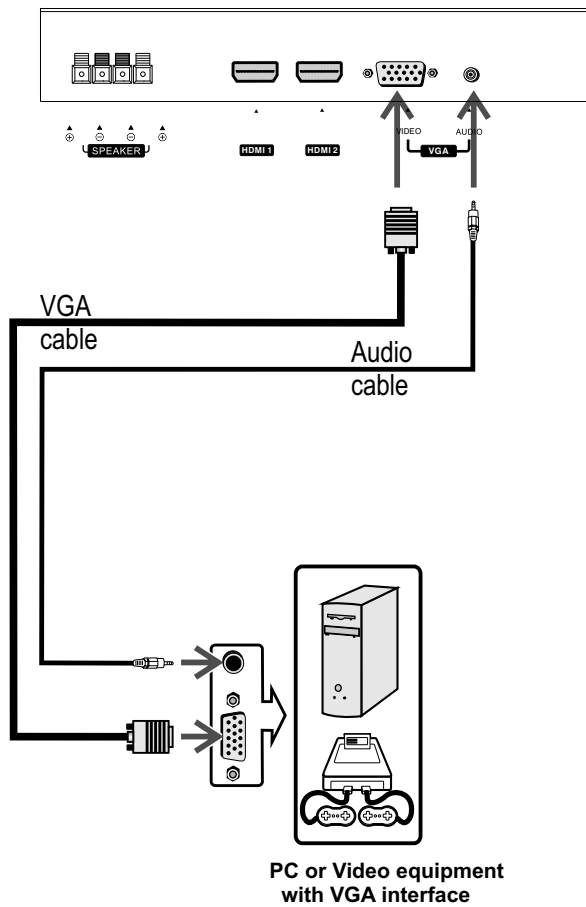 VIDEO AUDIO
⊕ ⊖ ⊖ ⊕
SPEAKER HDMI 1 HDMI 2 VGA
VGA
cable
Audio
cable
PC or Video equipment
with VGA interface